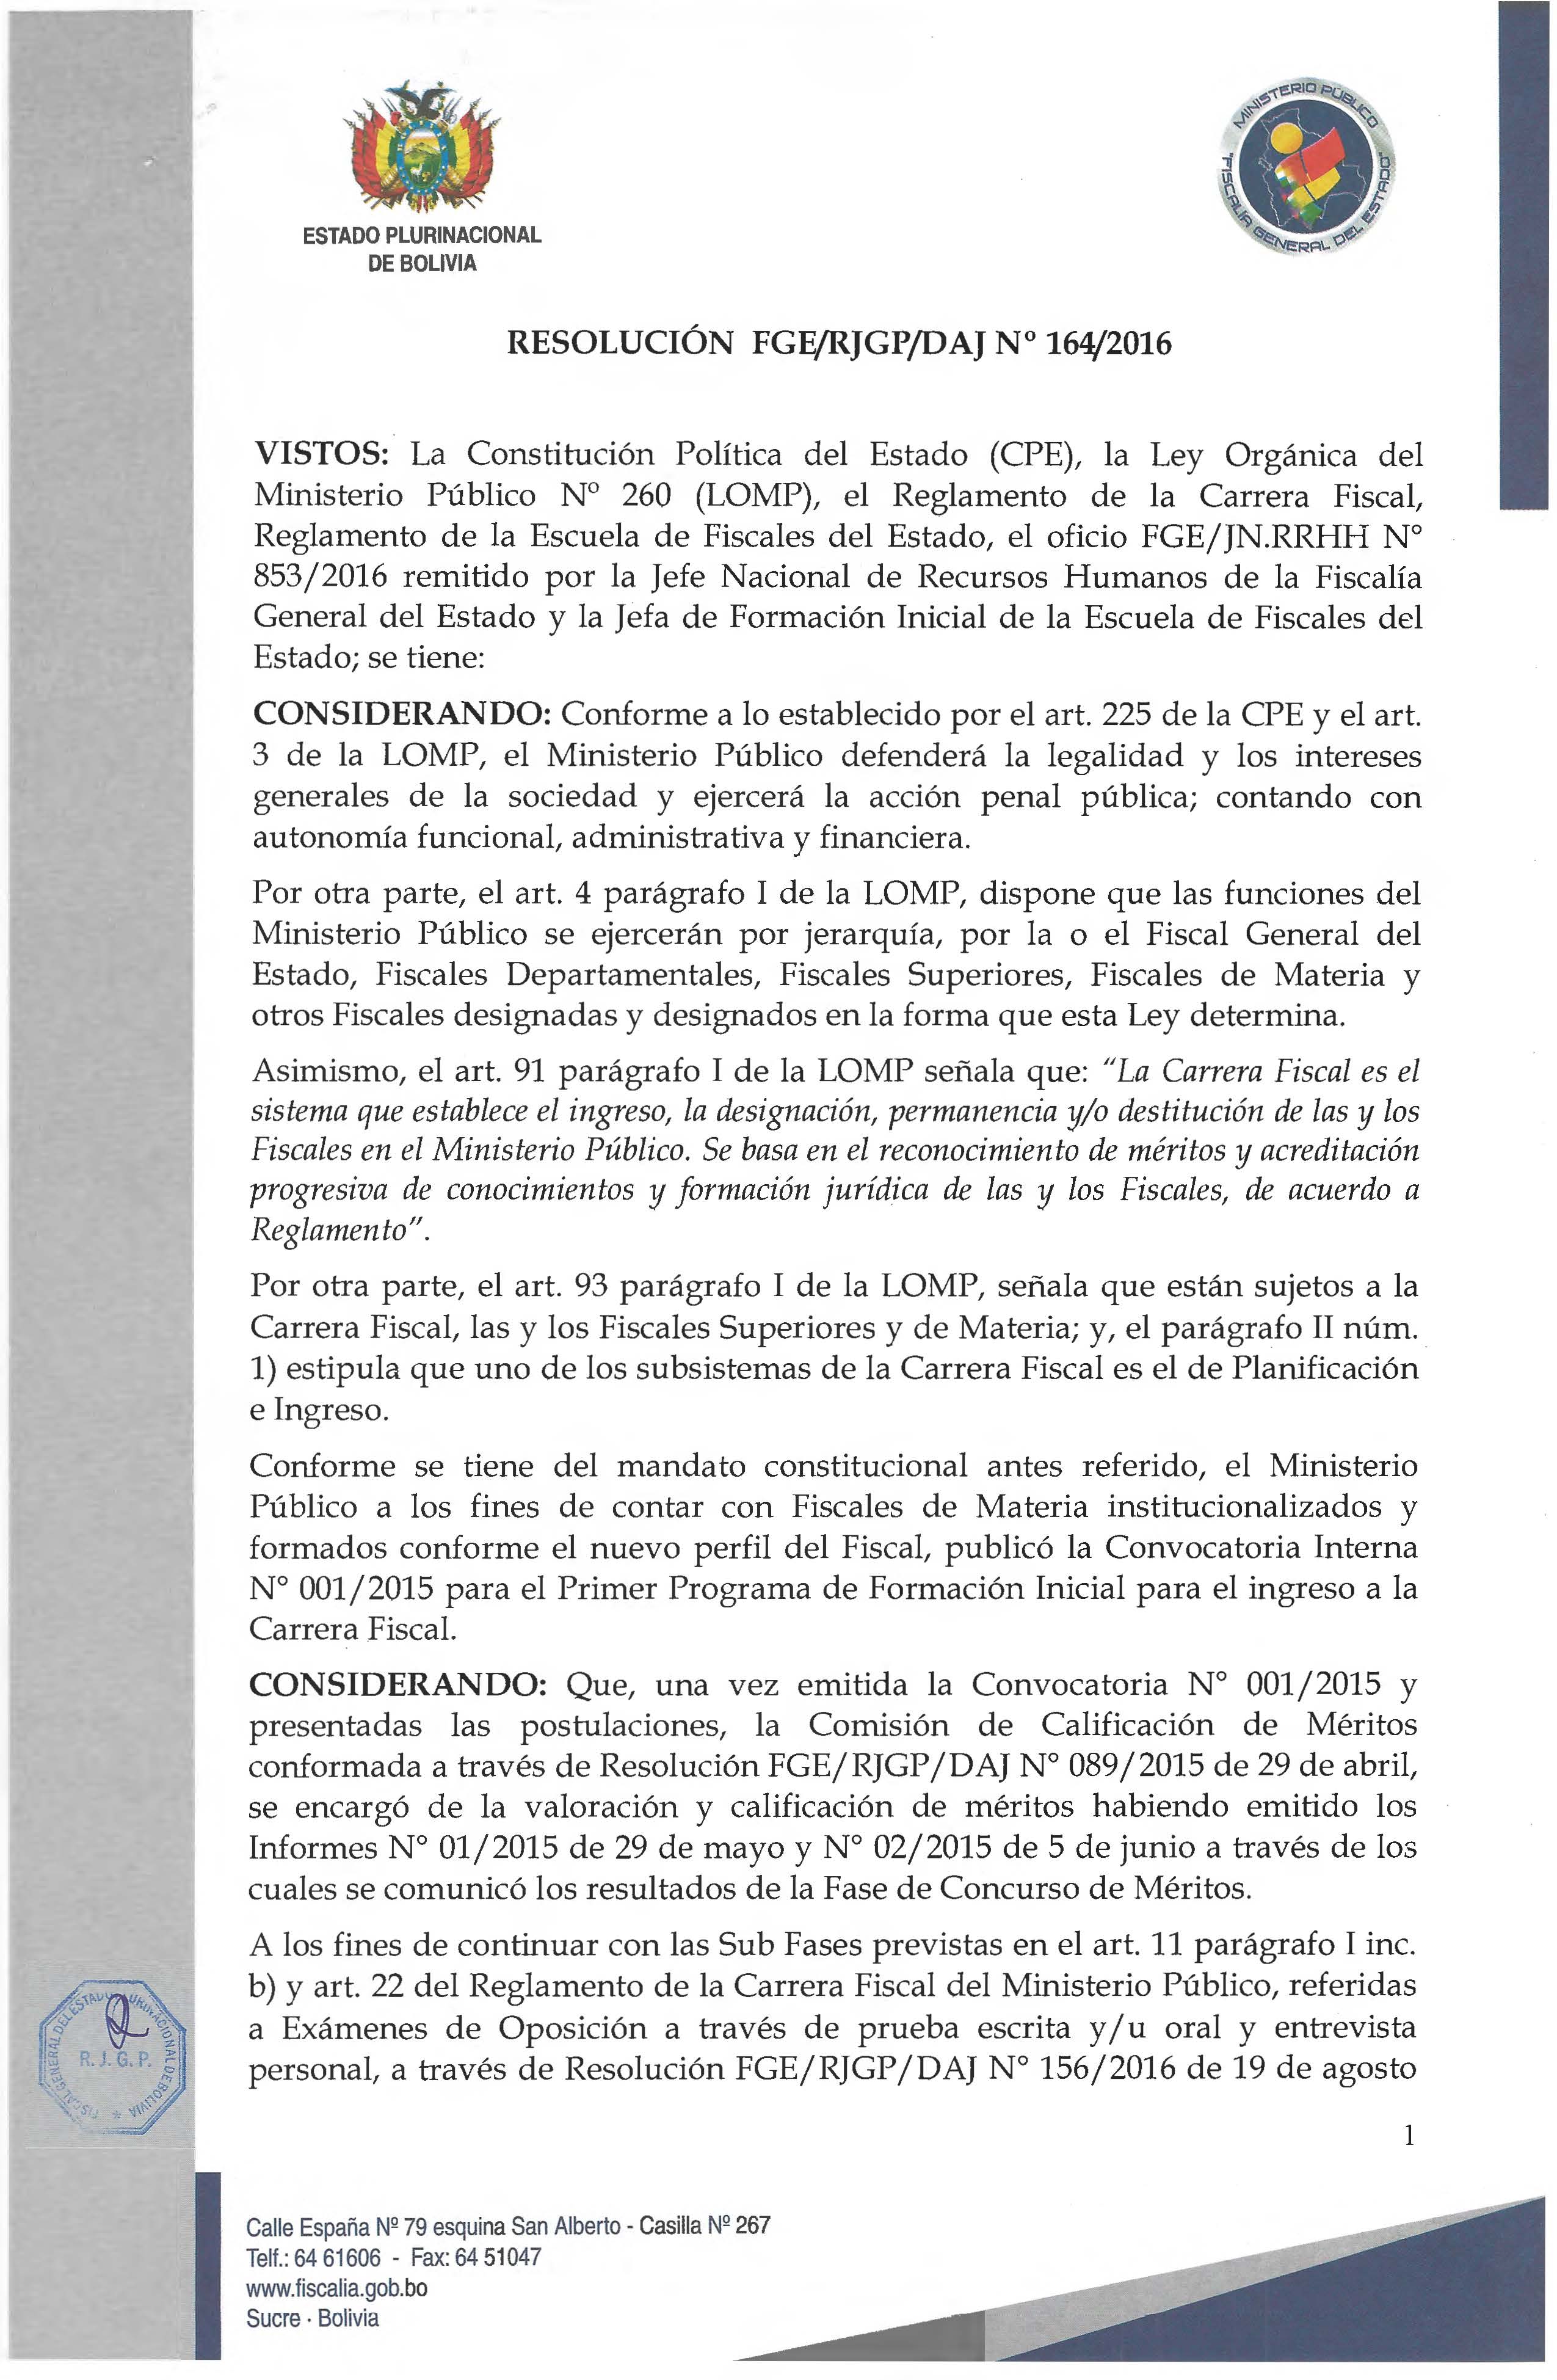 ESTADO PLURINACIONAL
DE BOLIVIA
MINISTERIO PÚBLICO
"FISCALIA GENERAL DEL ESTADO"
RESOLUCIÓN FGE/RJGP/DAJ Nº 164/2016
VISTOS: La Constitución Política del Estado (CPE), la Ley Orgánica del
Ministerio Público Nº 260 (LOMP), el Reglamento de la Carrera Fiscal,
Reglamento de la Escuela de Fiscales del Estado, el oficio FGE/JN.RRHH N°
853/2016 remitido por la Jefe Nacional de Recursos Humanos de la Fiscalía
General del Estado y la Jefa de Formación Inicial de la Escuela de Fiscales del
Estado; se tiene:
CONSIDERANDO: Conforme a lo establecido por el art. 225 de la CPE y el art.
3 de la LOMP, el Ministerio Público defenderá la legalidad y los intereses
generales de la sociedad y ejercerá la acción penal pública; contando con
autonomía funcional, administrativa y financiera.
Por otra parte, el art. 4 parágrafo I de la LOMP, dispone que las funciones del
Ministerio Público se ejercerán por jerarquía, por la o el Fiscal General del
Estado, Fiscales Departamentales, Fiscales Superiores, Fiscales de Materia y
otros Fiscales designadas y designados en la forma que esta Ley determina.
Asimismo, el art. 91 parágrafo I de la LOMP señala que: "La Carrera Fiscal es el
sistema que establece el ingreso, la designación, permanencia y/o destitución de las y los
Fiscales en el Ministerio Público. Se basa en el reconocimiento de méritos y acreditación
progresiva de conocimientos y formación jurídica de las y los Fiscales, de acuerdo a
Reglamento".
Por otra parte, el art. 93 parágrafo I de la LOMP, señala que están sujetos a la
Carrera Fiscal, las y los Fiscales Superiores y de Materia; y, el parágrafo II núm.
1) estipula que uno de los subsistemas de la Carrera Fiscal es el de Planificación
e Ingreso.
Conforme se tiene del mandato constitucional antes referido, el Ministerio
Público a los fines de contar con Fiscales de Materia institucionalizados y
formados conforme el nuevo perfil del Fiscal, publicó la Convocatoria Interna
N° 001/2015 para el Primer Programa de Formación Inicial para el ingreso a la
Carrera Fiscal.
CONSIDERANDO: Que, una vez emitida la Convocatoria N° 001/2015 y
presentadas las postulaciones, la Comisión de Calificación de Méritos
conformada a través de Resolución FGE/RJGP/DAJ N° 089/2015 de 29 de abril,
se encargó de la valoración y calificación de méritos habiendo emitido los
Informes N° 01/2015 de 29 de mayo y N° 02/2015 de 5 de junio a través de los
cuales se comunicó los resultados de la Fase de Concurso de Méritos.
A los fines de continuar con las Sub Fases previstas en el art. 11 parágrafo I inc.
b) y art. 22 del Reglamento de la Carrera Fiscal del Ministerio Público, referidas
a Exámenes de Oposición a través de prueba escrita y/u oral y entrevista
personal, a través de Resolución FGE/RJGP/DAJ N° 156/2016 de 19 de agosto
FISCAL GENERAL DEL ESTADO PLURINACIONAL DE BOLIVIA
R. J. G. P.
1
Calle España Nº 79 esquina San Alberto - Casilla Nº 267
Telf.: 64 61606 - Fax: 64 51047
www.fiscalia.gob.bo
Sucre · Bolivia